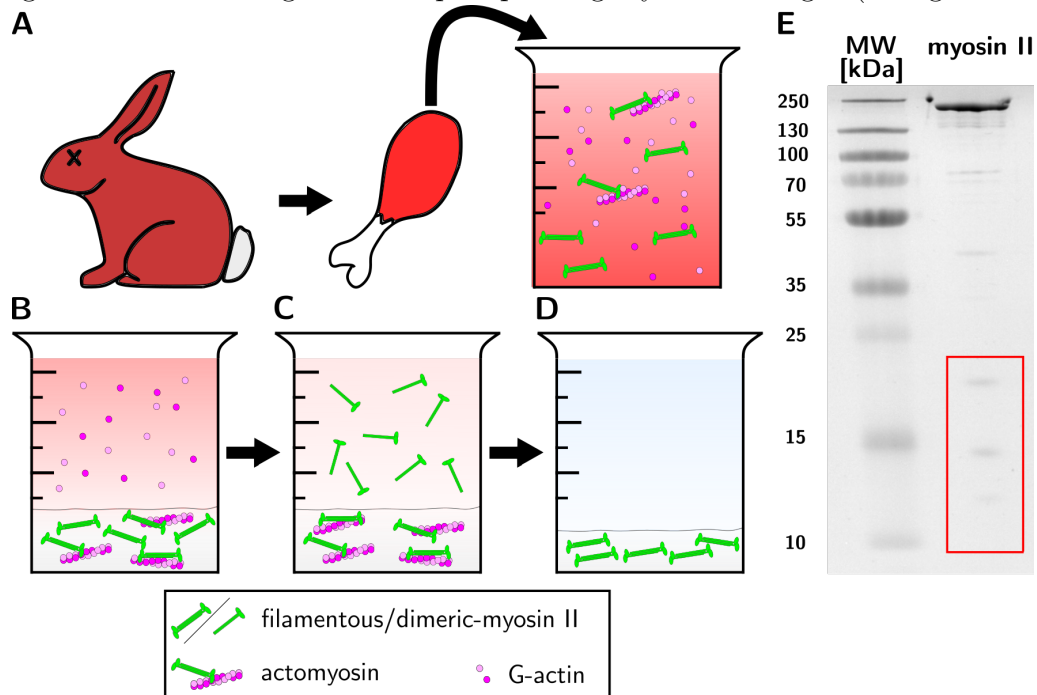 A
E
MW
[kDa]
myosin II
250
130
100
70
55
35
25
15
10
B
C
D
filamentous/dimeric-myosin II
actomyosin
G-actin